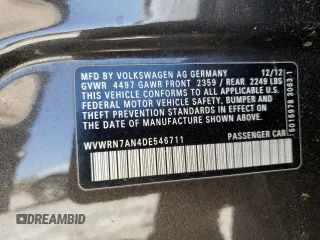 MFD BY VOLKSWAGEN AG GERMANY 12/12
GVWR 4497 GAWR FRONT 2359 / REAR 2249 LBS
THIS VEHICLE CONFORMS TO ALL APPLICABLE
FEDERAL MOTOR VEHICLE SAFETY, BUMPER, AND
THEFT PREVENTION STANDARDS IN EFFECT ON THE
DATE OF MANUFACTURE SHOWN ABOVE.
WVWRN7AN4DE546711 PASSENGER CAR
DREAMBID